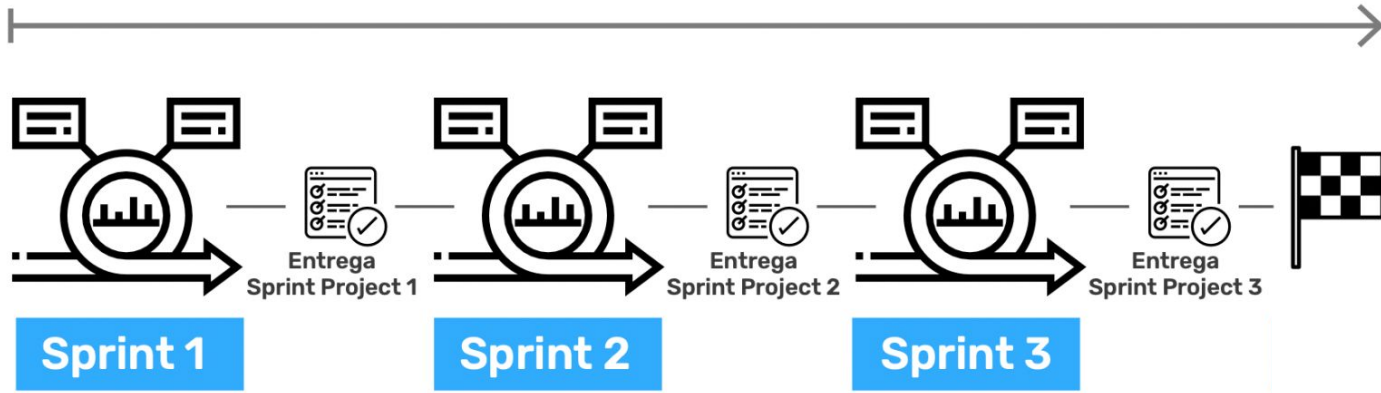 Entrega
Sprint Project 1
Entrega
Sprint Project 2
Entrega
Sprint Project 3
Sprint 1
Sprint 2
Sprint 3